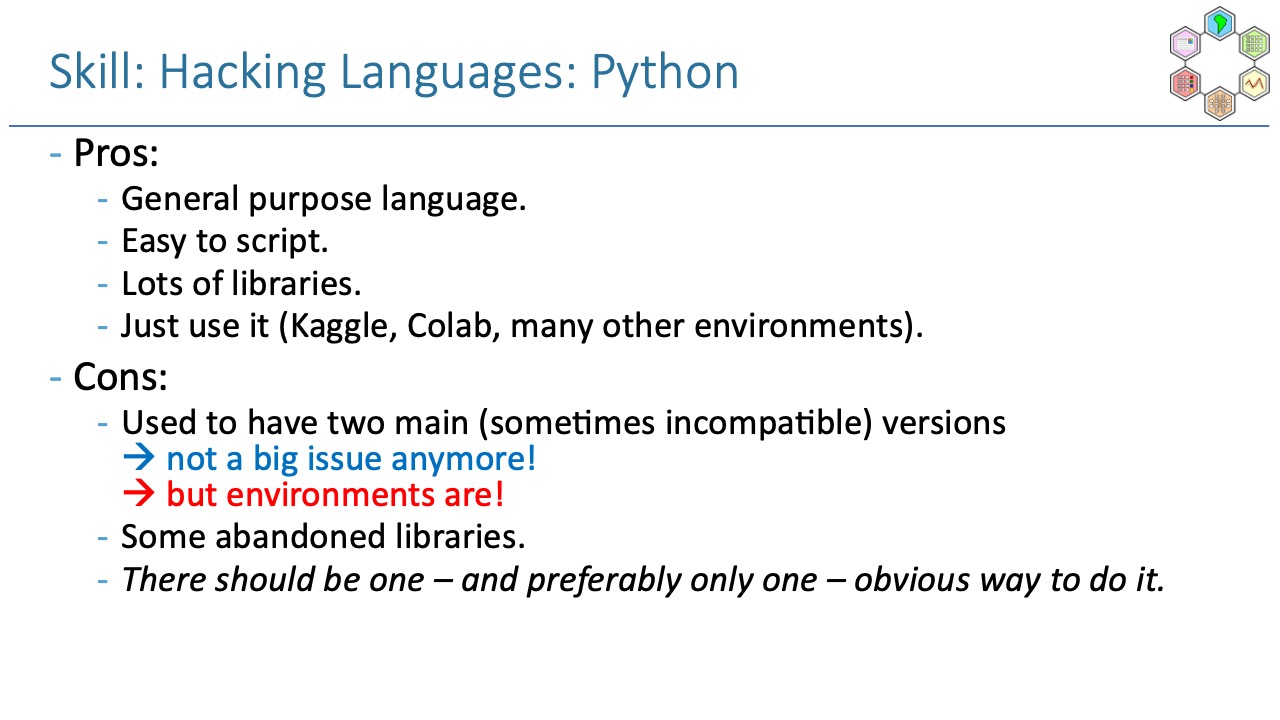 Skill: Hacking Languages: Python
- Pros:
- General purpose language.
- Easy to script.
- Lots of libraries.
- Just use it (Kaggle, Colab, many other environments).
- Cons:
- Used to have two main (sometimes incompatible) versions
→ not a big issue anymore!
→ but environments are!
- Some abandoned libraries.
- There should be one – and preferably only one – obvious way to do it.